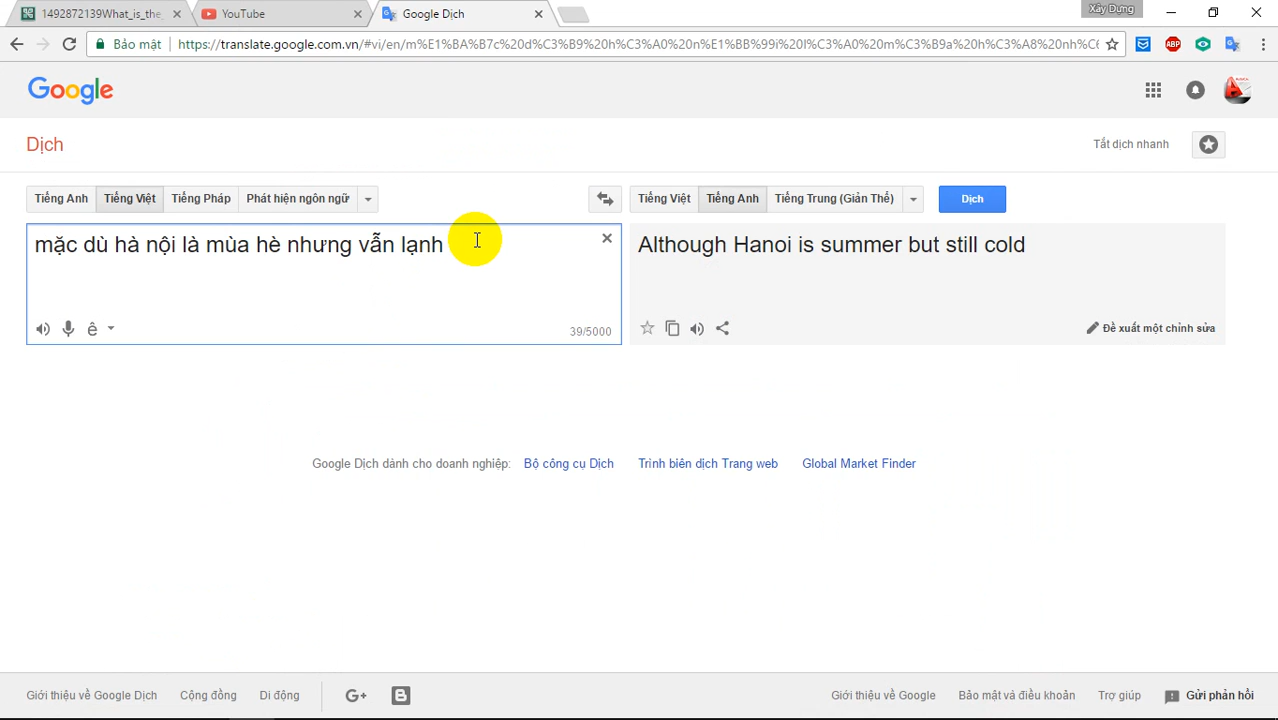 1492872139What_is_the_
YouTube
Google Dịch
Xây Dựng
Bảo mật
https://translate.google.com.vn/#vi/en/m%E1%BA%B7c%20d%C3%B9%20h%C3%A0%20n%E1%BB%99i%20l%C3%A0%20m%C3%B9a%20h%C3%A8%20nh%C6%
ABP
Google
Dịch
Tắt dịch nhanh
Tiếng Anh Tiếng Việt Tiếng Pháp Phát hiện ngôn ngữ
Tiếng Việt Tiếng Anh Tiếng Trung (Giản Thể) Dịch
mặc dù hà nội là mùa hè nhưng vẫn lạnh
39/5000
Although Hanoi is summer but still cold
Đề xuất một chỉnh sửa
Google Dịch dành cho doanh nghiệp: Bộ công cụ Dịch Trình biên dịch Trang web Global Market Finder
Giới thiệu về Google Dịch Cộng đồng Di động G+ B Giới thiệu về Google Bảo mật và điều khoản Trợ giúp Gửi phản hồi